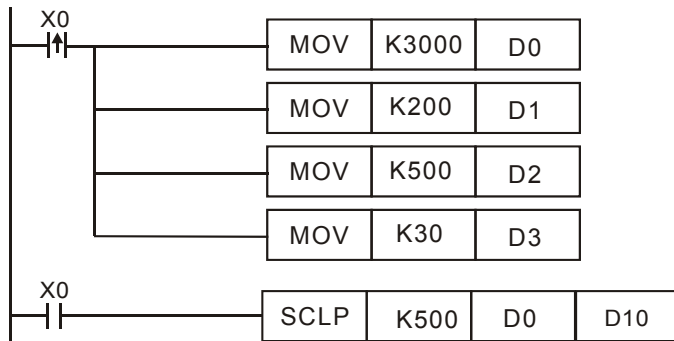 X0
MOV K3000 D0
MOV K200 D1
MOV K500 D2
MOV K30 D3
X0
SCLP K500 D0 D10